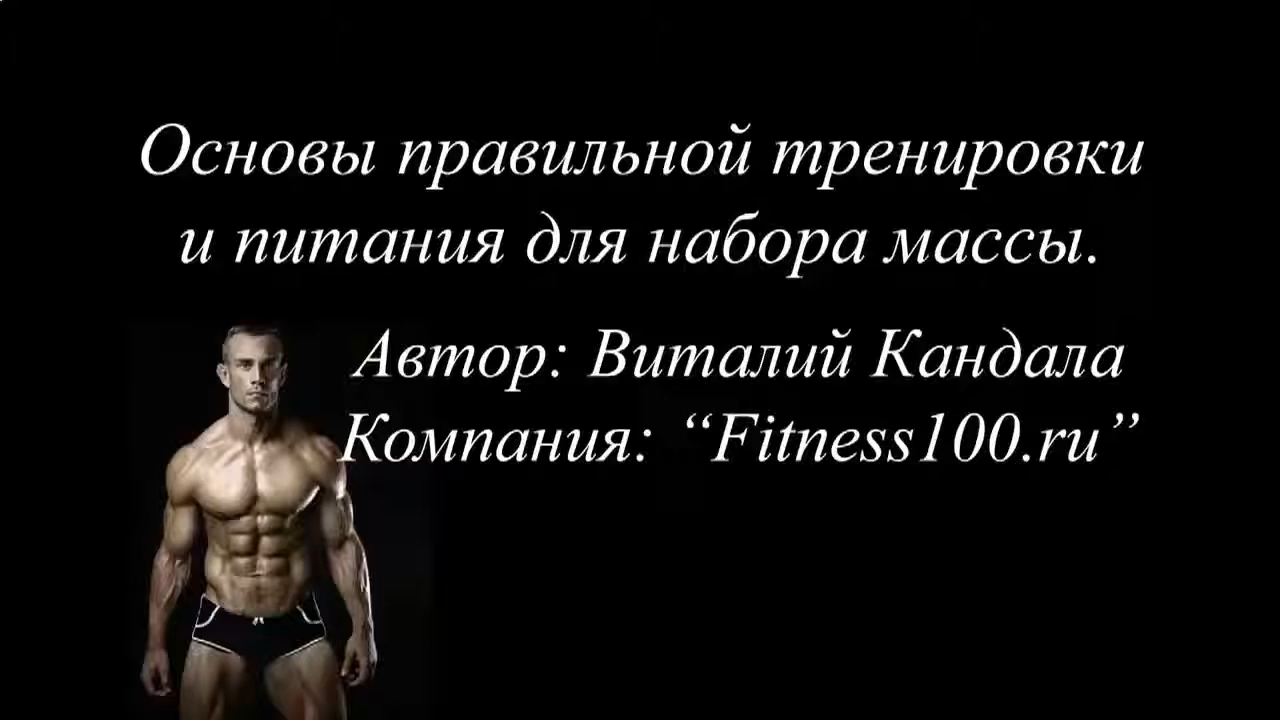 Основы правильной тренировки
и питания для набора массы.
Автор: Виталий Кандала
Компания: “Fitness100.ru”